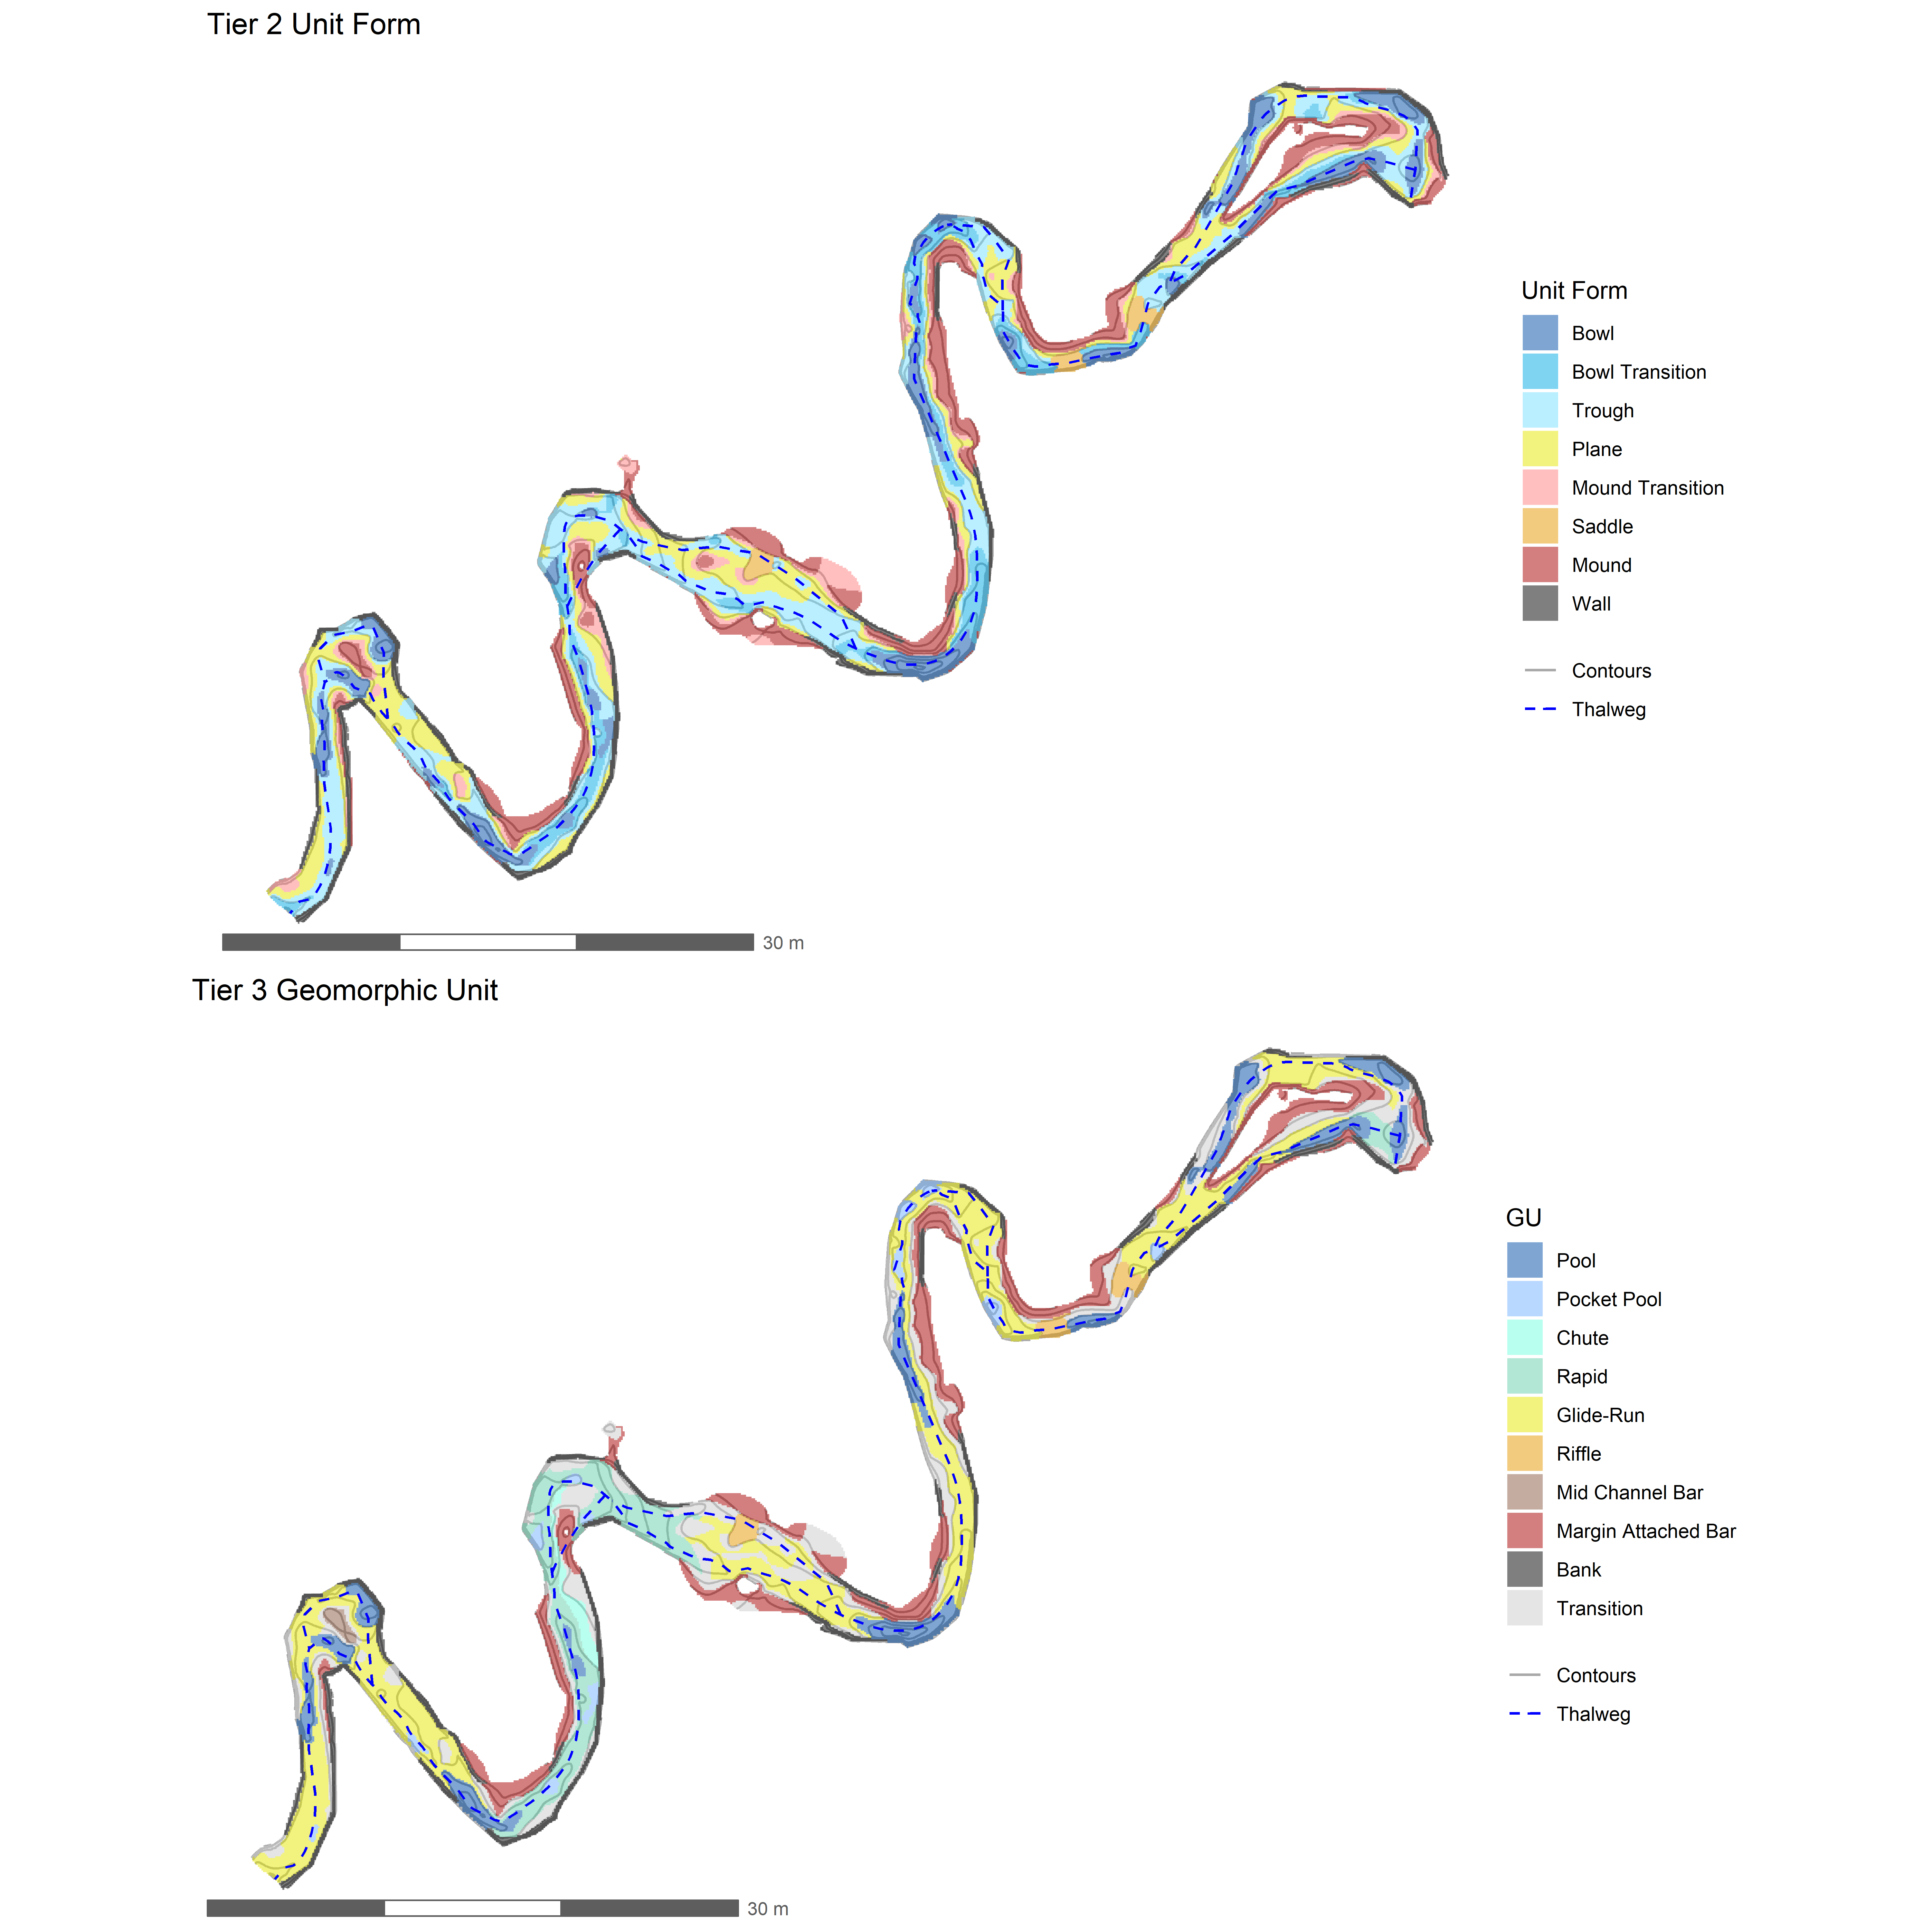 Tier 2 Unit Form
Unit Form
Bowl
Bowl Transition
Trough
Plane
Mound Transition
Saddle
Mound
Wall
Contours
Thalweg
30 m
Tier 3 Geomorphic Unit
GU
Pool
Pocket Pool
Chute
Rapid
Glide-Run
Riffle
Mid Channel Bar
Margin Attached Bar
Bank
Transition
Contours
Thalweg
30 m